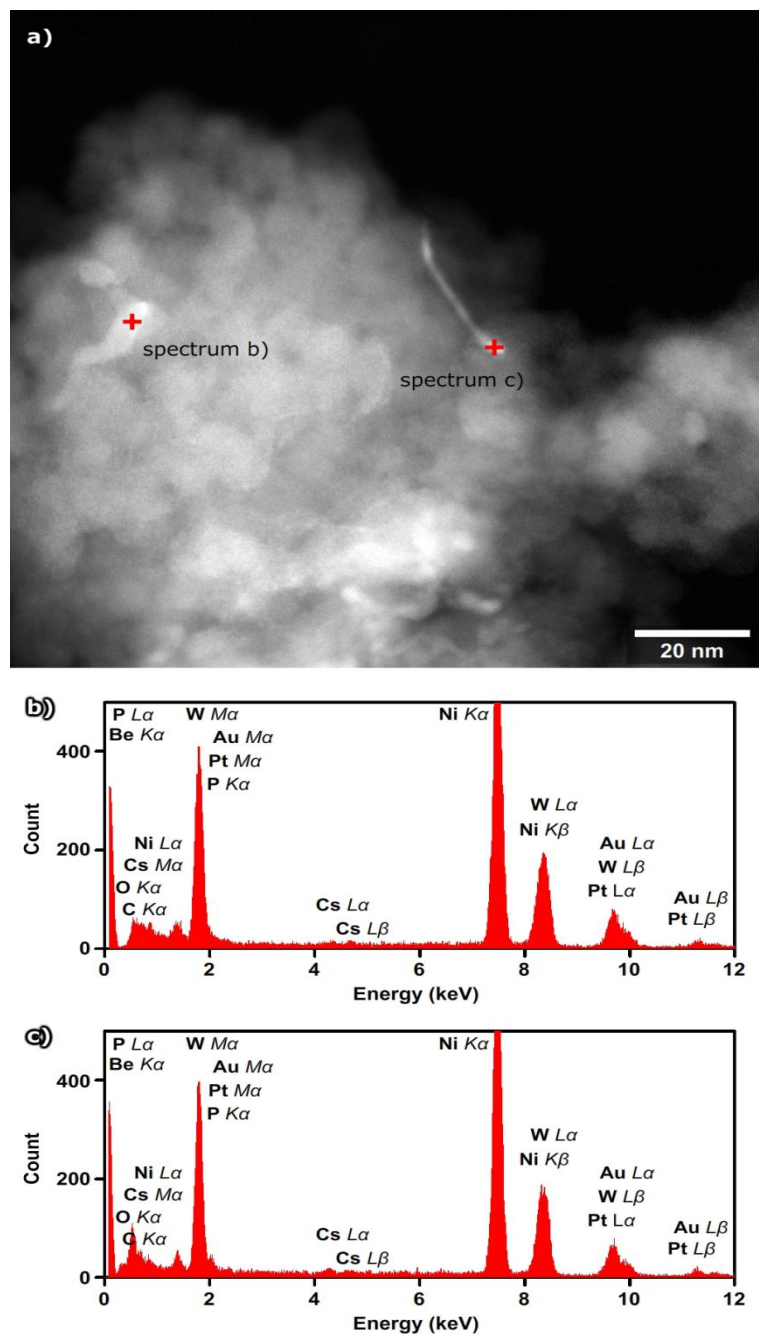 a)
spectrum b)
spectrum c)
20 nm
b)
P Lα
Be Kα
W Mα
Au Mα
Pt Mα
P Kα
Ni Kα
W Lα
Ni Kβ
Ni Lα
Cs Mα
O Kα
C Kα
Cs Lα
Cs Lβ
Au Lα
W Lβ
Pt Lα
Au Lβ
Pt Lβ
400
200
0
Count
0 2 4 6 8 10 12
Energy (keV)
c)
P Lα
Be Kα
W Mα
Au Mα
Pt Mα
P Kα
Ni Kα
W Lα
Ni Kβ
Ni Lα
Cs Mα
O Kα
C Kα
Cs Lα
Cs Lβ
Au Lα
W Lβ
Pt Lα
Au Lβ
Pt Lβ
400
200
0
Count
0 2 4 6 8 10 12
Energy (keV)